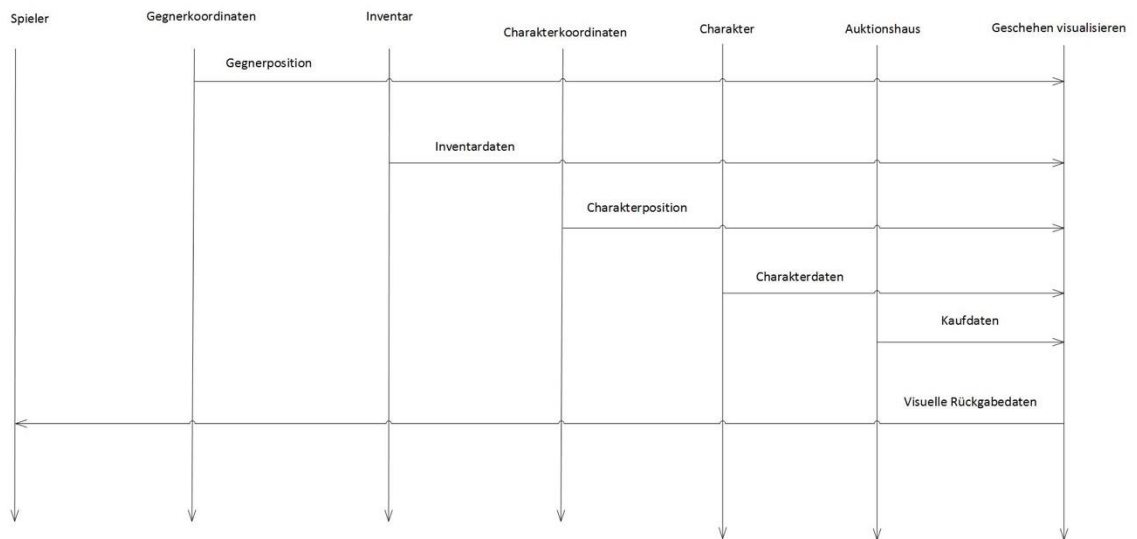 Spieler
Gegnerkoordinaten
Inventar
Charakterkoordinaten
Charakter
Auktionshaus
Geschehen visualisieren
Gegnerposition
Inventardaten
Charakterposition
Charakterdaten
Kaufdaten
Visuelle Rückgabedaten